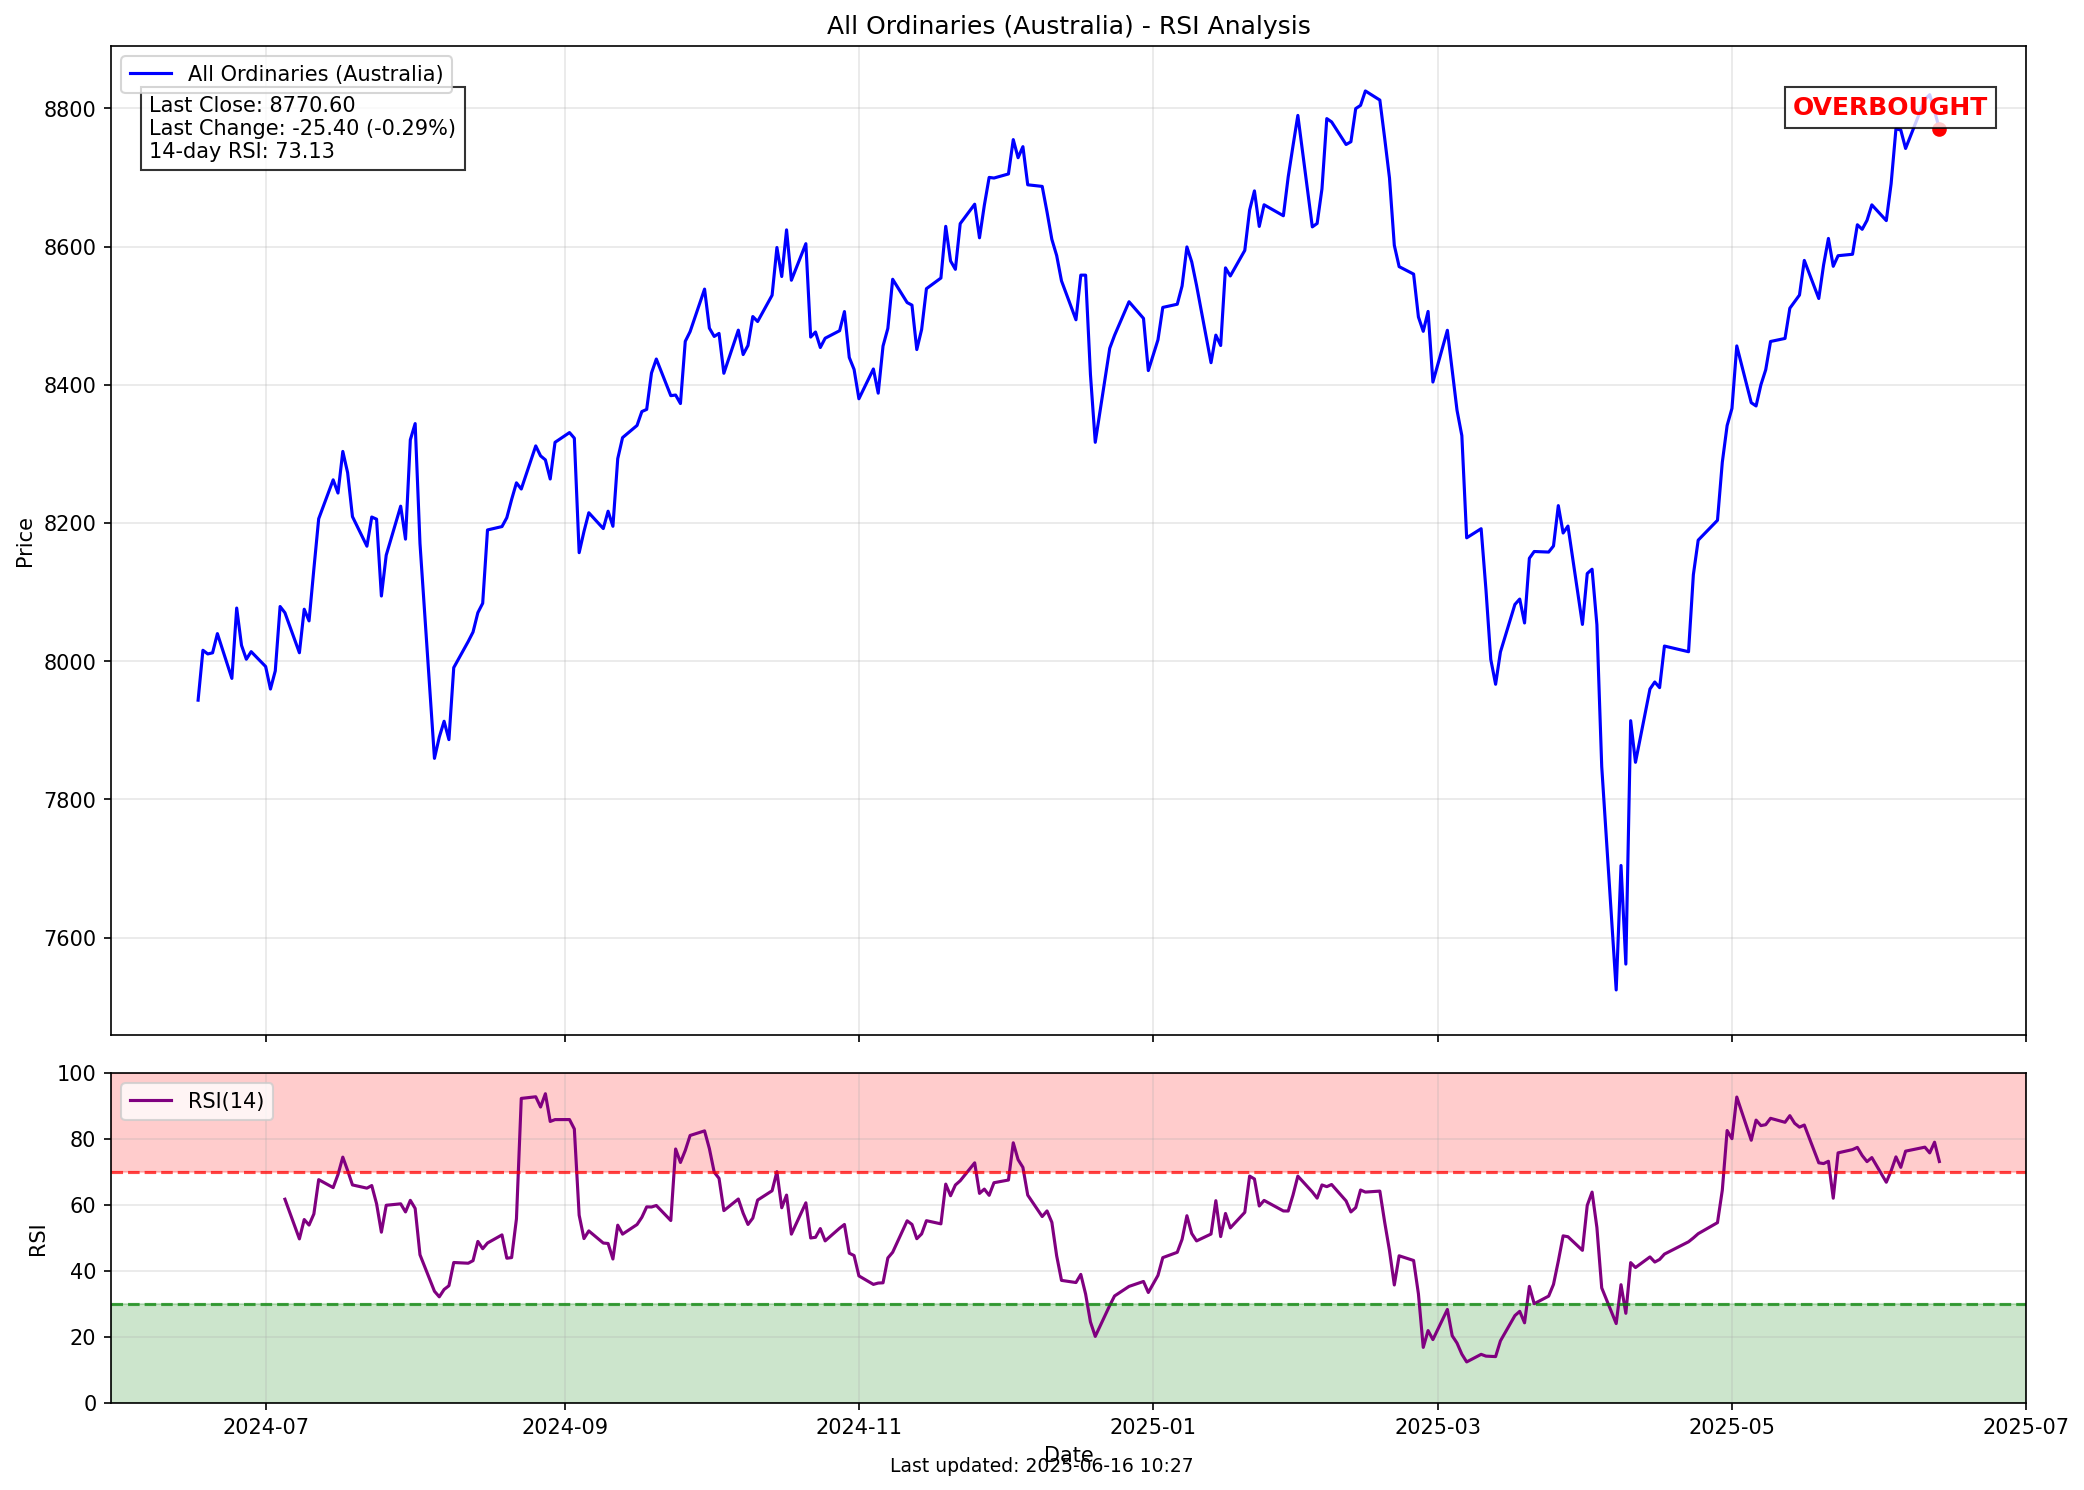 All Ordinaries (Australia) - RSI Analysis
All Ordinaries (Australia)
Last Close: 8770.60
Last Change: -25.40 (-0.29%)
14-day RSI: 73.13
OVERBOUGHT
8800
8600
8400
8200
8000
7800
7600
Price
RSI(14)
100
80
60
40
20
0
RSI
2024-07
2024-09
2024-11
2025-01
2025-03
2025-05
2025-07
Date
Last updated: 2025-06-16 10:27